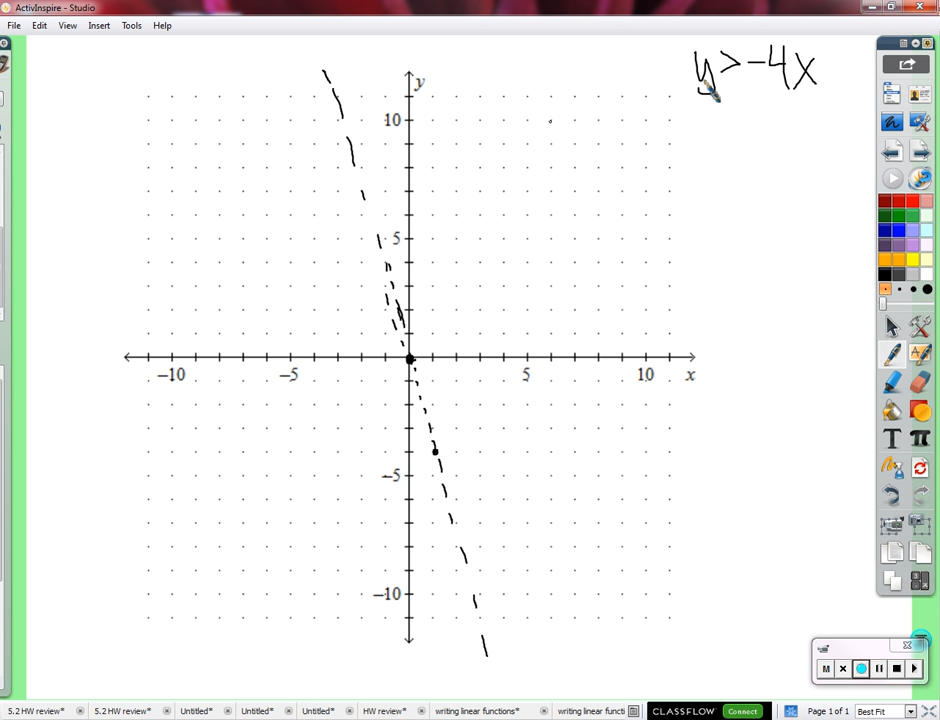 ActivInspire - Studio
File Edit View Insert Tools Help
y > -4x
y
10
5
-10 -5 5 10 x
-5
-10
M
5.2 HW review* 5.2 HW review* Untitled* Untitled* Untitled* HW review* writing linear functions* writing linear functi CLASSFLOW Connect Page 1 of 1 Best Fit